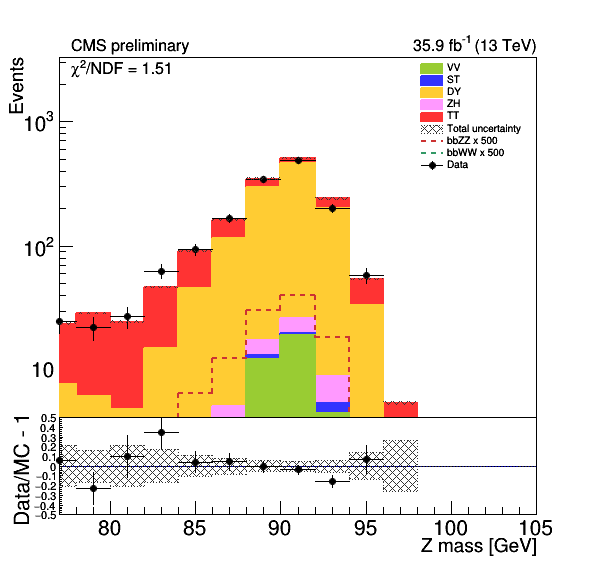 CMS preliminary 35.9 fb⁻¹ (13 TeV)
χ²/NDF = 1.51
Events
10³
10²
10
VV
ST
DY
ZH
TT
Total uncertainty
bbZZ x 500
bbWW x 500
Data
Data/MC - 1
0.5
0.4
0.3
0.2
0.1
0
−0.1
−0.2
−0.3
−0.4
−0.5
80 85 90 95 100 105
Z mass [GeV]